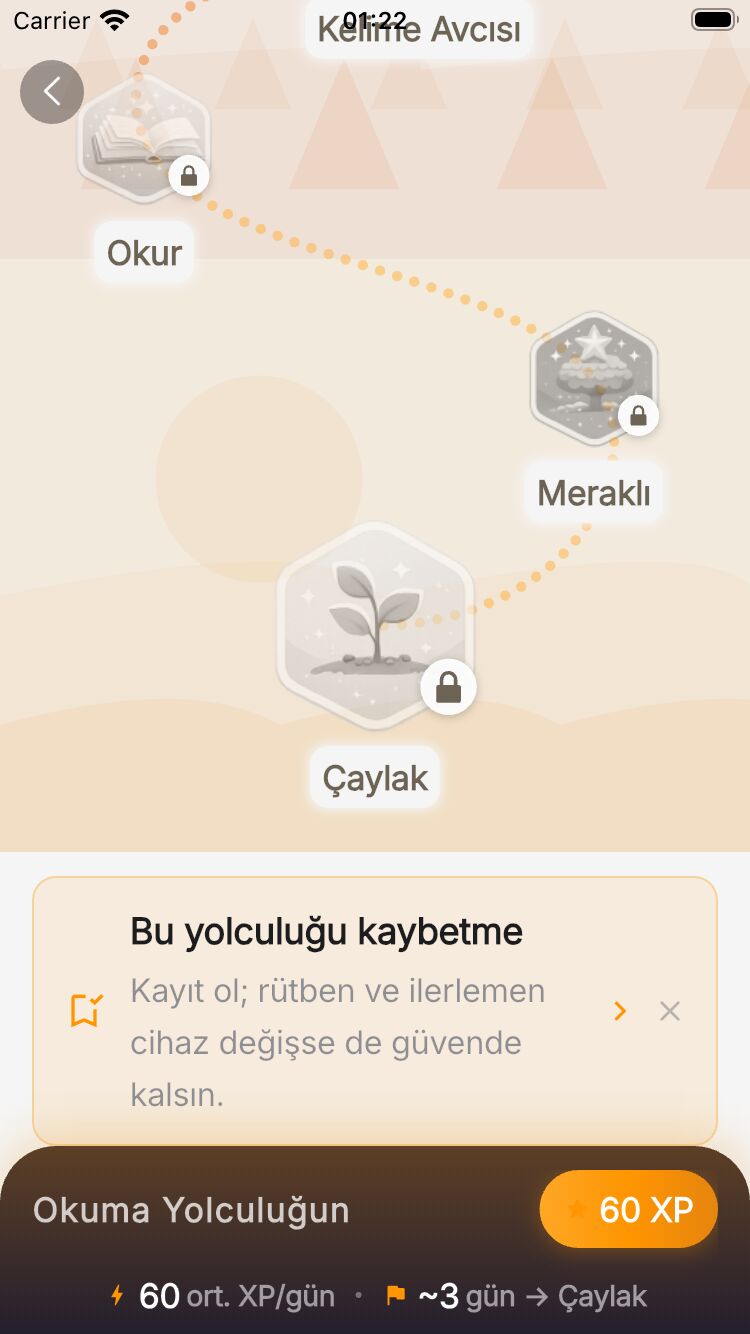 Carrier
01:22
Kelime Avcısı
Okur
Meraklı
Çaylak
Bu yolculuğu kaybetme
Kayıt ol; rütben ve ilerlemen
cihaz değişse de güvende
kalsın.
Okuma Yolculuğun
60 XP
60 ort. XP/gün · ~3 gün → Çaylak